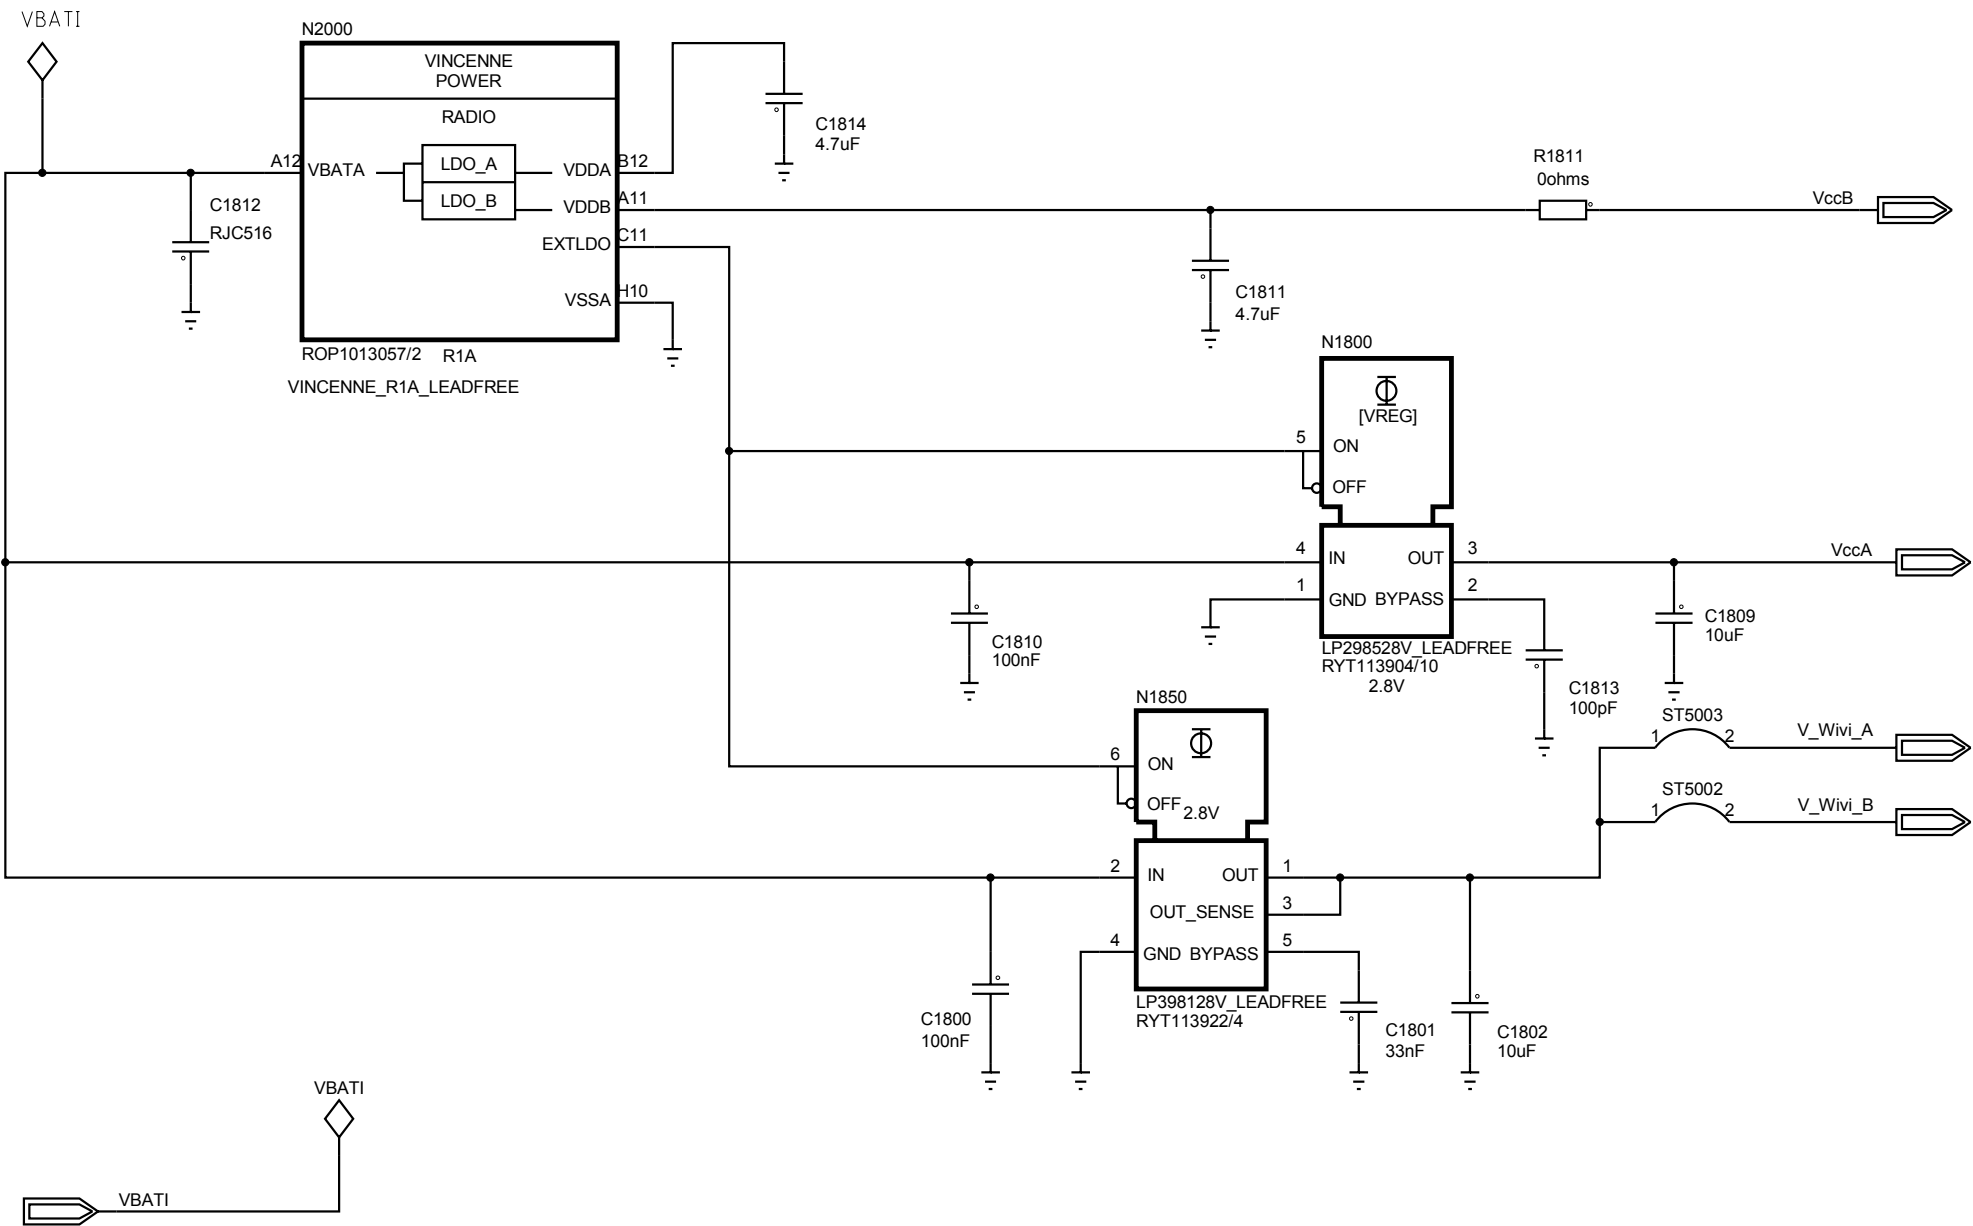 VBATI
N2000
VINCENNE
POWER
RADIO
A12
VBATA
LDO_A
LDO_B
VDDA
B12
VDDB
A11
EXTLDO
C11
VSSA
H10
ROP1013057/2 R1A
VINCENNE_R1A_LEADFREE
C1812
RJC516
C1814
4.7uF
R1811
0ohms
VccB
C1811
4.7uF
N1800
[VREG]
5
ON
OFF
4
IN
OUT
3
1
GND
BYPASS
2
LP298528V_LEADFREE
RYT113904/10
2.8V
VccA
C1810
100nF
C1809
10uF
C1813
100pF
N1850
6
ON
OFF
2.8V
2
IN
OUT
1
OUT_SENSE
3
4
GND
BYPASS
5
LP398128V_LEADFREE
RYT113922/4
ST5003
1
2
V_Wivi_A
ST5002
1
2
V_Wivi_B
C1800
100nF
C1801
33nF
C1802
10uF
VBATI
VBATI